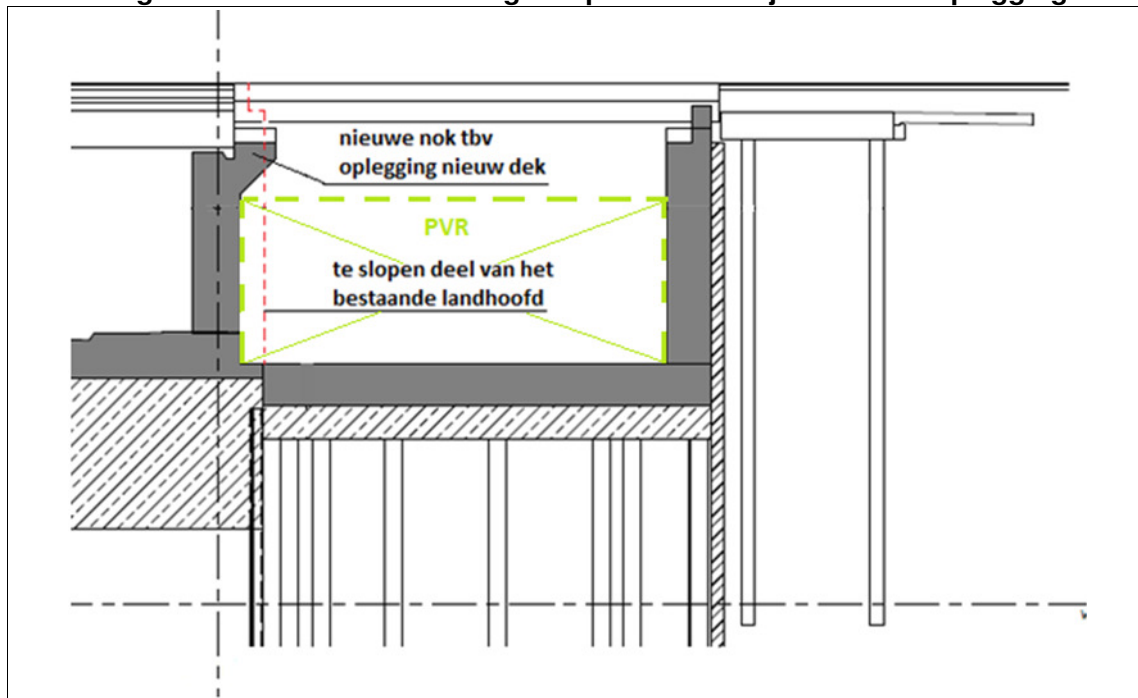 nieuwe nok tbv
oplegging nieuw dek
PVR
te slopen deel van het
bestaande landhoofd